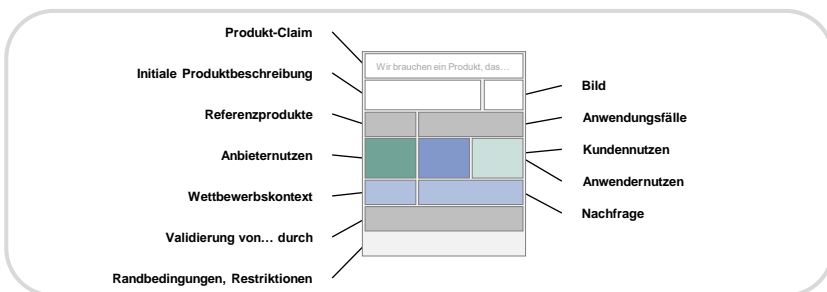 Produkt-Claim
Wir brauchen ein Produkt, das...
Initiale Produktbeschreibung
Bild
Referenzprodukte
Anwendungsfälle
Anbieternutzen
Kundennutzen
Anwendernutzen
Wettbewerbskontext
Nachfrage
Validierung von... durch
Randbedingungen, Restriktionen